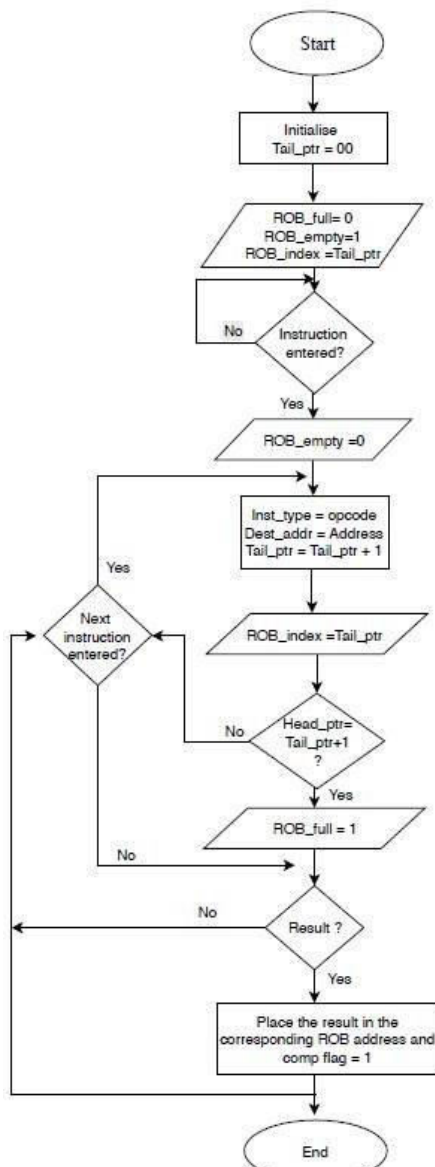 Start
Initialise
Tail_ptr = 00
ROB_full= 0
ROB_empty=1
ROB_index =Tail_ptr
No
Instruction
entered?
Yes
ROB_empty =0
Inst_type = opcode
Dest_addr = Address
Tail_ptr = Tail_ptr + 1
Yes
Next
instruction
entered?
ROB_index =Tail_ptr
No
Head_ptr=
Tail_ptr+1
?
Yes
ROB_full = 1
No
No
Result ?
Yes
Place the result in the
corresponding ROB address and
comp flag = 1
End